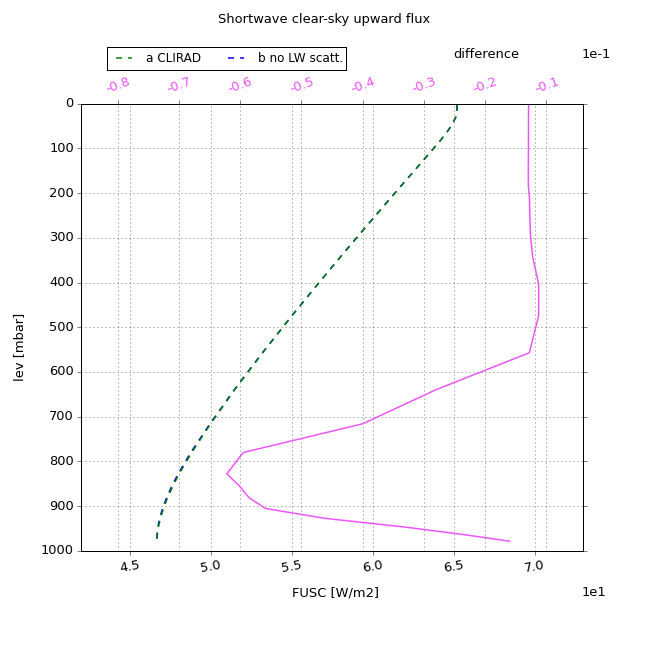 Shortwave clear-sky upward flux
a CLIRAD b no LW scatt.
difference 1e-1
-0.8 -0.7 -0.6 -0.5 -0.4 -0.3 -0.2 -0.1
0
100
200
300
400
500
600
700
800
900
1000
lev [mbar]
4.5 5.0 5.5 6.0 6.5 7.0
FUSC [W/m2] 1e1